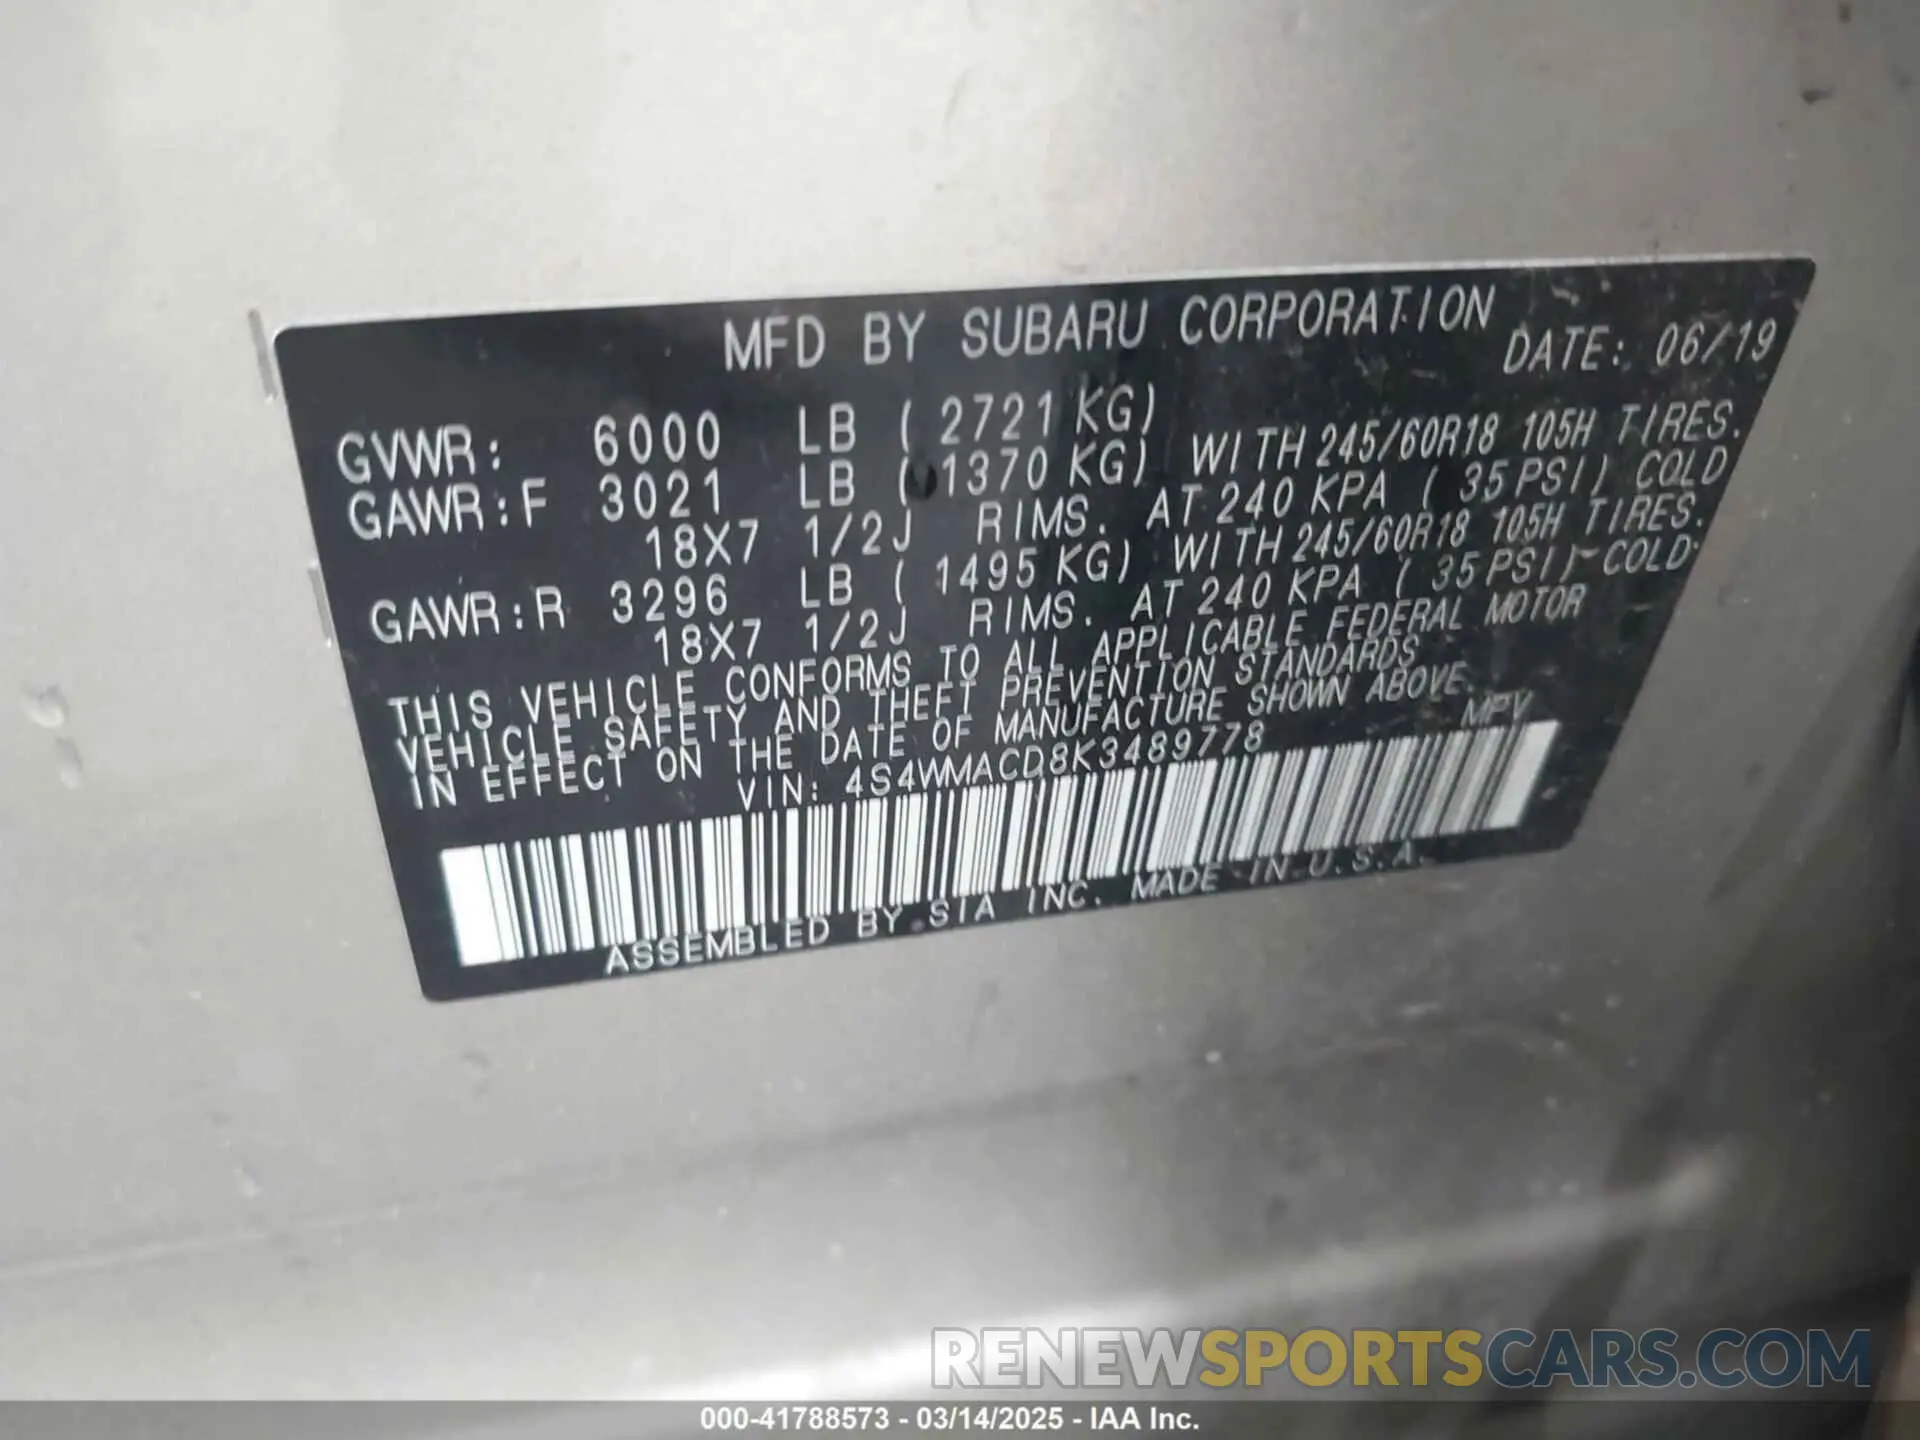 MFD BY SUBARU CORPORATION DATE: 06/19
GVWR: 6000 LB ( 2721 KG)
GAWR:F 3021 LB ( 1370 KG) WITH 245/60R18 105H TIRES.
18X7 1/2J RIMS. AT 240 KPA ( 35 PSI) COLD
GAWR:R 3296 LB ( 1495 KG) WITH 245/60R18 105H TIRES.
18X7 1/2J RIMS. AT 240 KPA ( 35 PSI) COLD
THIS VEHICLE CONFORMS TO ALL APPLICABLE FEDERAL MOTOR
VEHICLE SAFETY AND THEFT PREVENTION STANDARDS
IN EFFECT ON THE DATE OF MANUFACTURE SHOWN ABOVE.
VIN: 4S4WMACD8K3489778 MPV
ASSEMBLED BY SIA INC. MADE IN U.S.A.
RENEWSPORTSCARS.COM
000-41788573 - 03/14/2025 - IAA Inc.